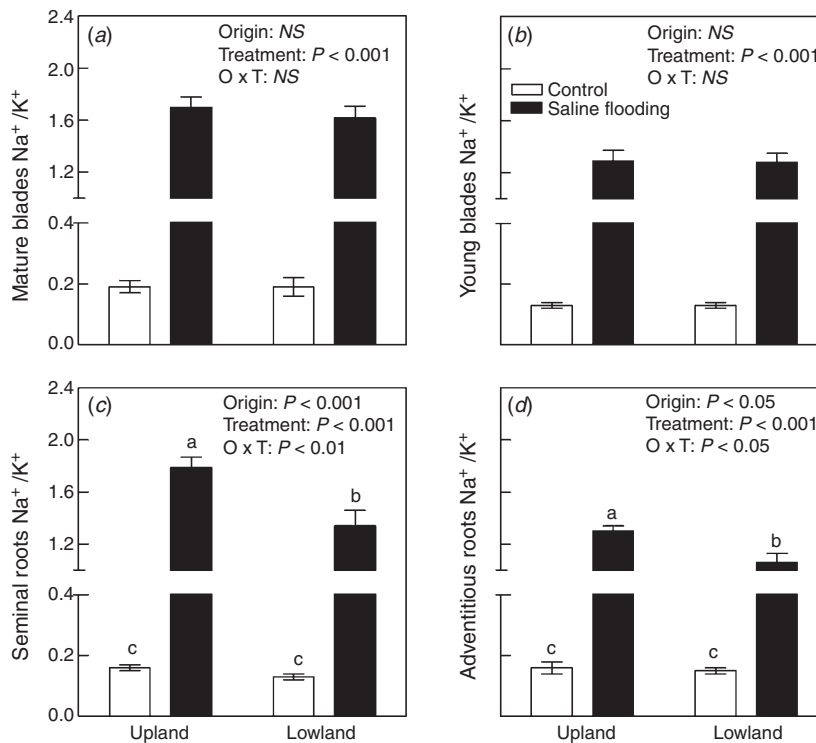 2.4
2.0
1.6
1.2
0.4
0.2
0.0
Mature blades Na⁺ /K⁺
(a)
Origin: NS
Treatment: P < 0.001
O x T: NS
Young blades Na⁺ /K⁺
(b)
Origin: NS
Treatment: P < 0.001
O x T: NS
Control
Saline flooding
2.4
2.0
1.6
1.2
0.4
0.2
0.0
Seminal roots Na⁺ /K⁺
(c)
Origin: P < 0.001
Treatment: P < 0.001
O x T: P < 0.01
a
b
c
c
Upland
Lowland
Adventitious roots Na⁺ /K⁺
(d)
Origin: P < 0.05
Treatment: P < 0.001
O x T: P < 0.05
a
b
c
c
Upland
Lowland